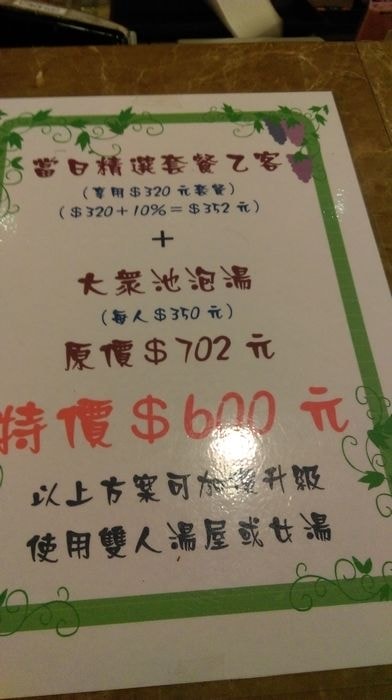 當日精選套餐乙客
(享用$320元套餐)
($320+10%=$352元)
+
大眾池泡湯
(每人$350元)
原價$702元
特價$600元
以上方案可加價升級
使用雙人湯屋或女湯